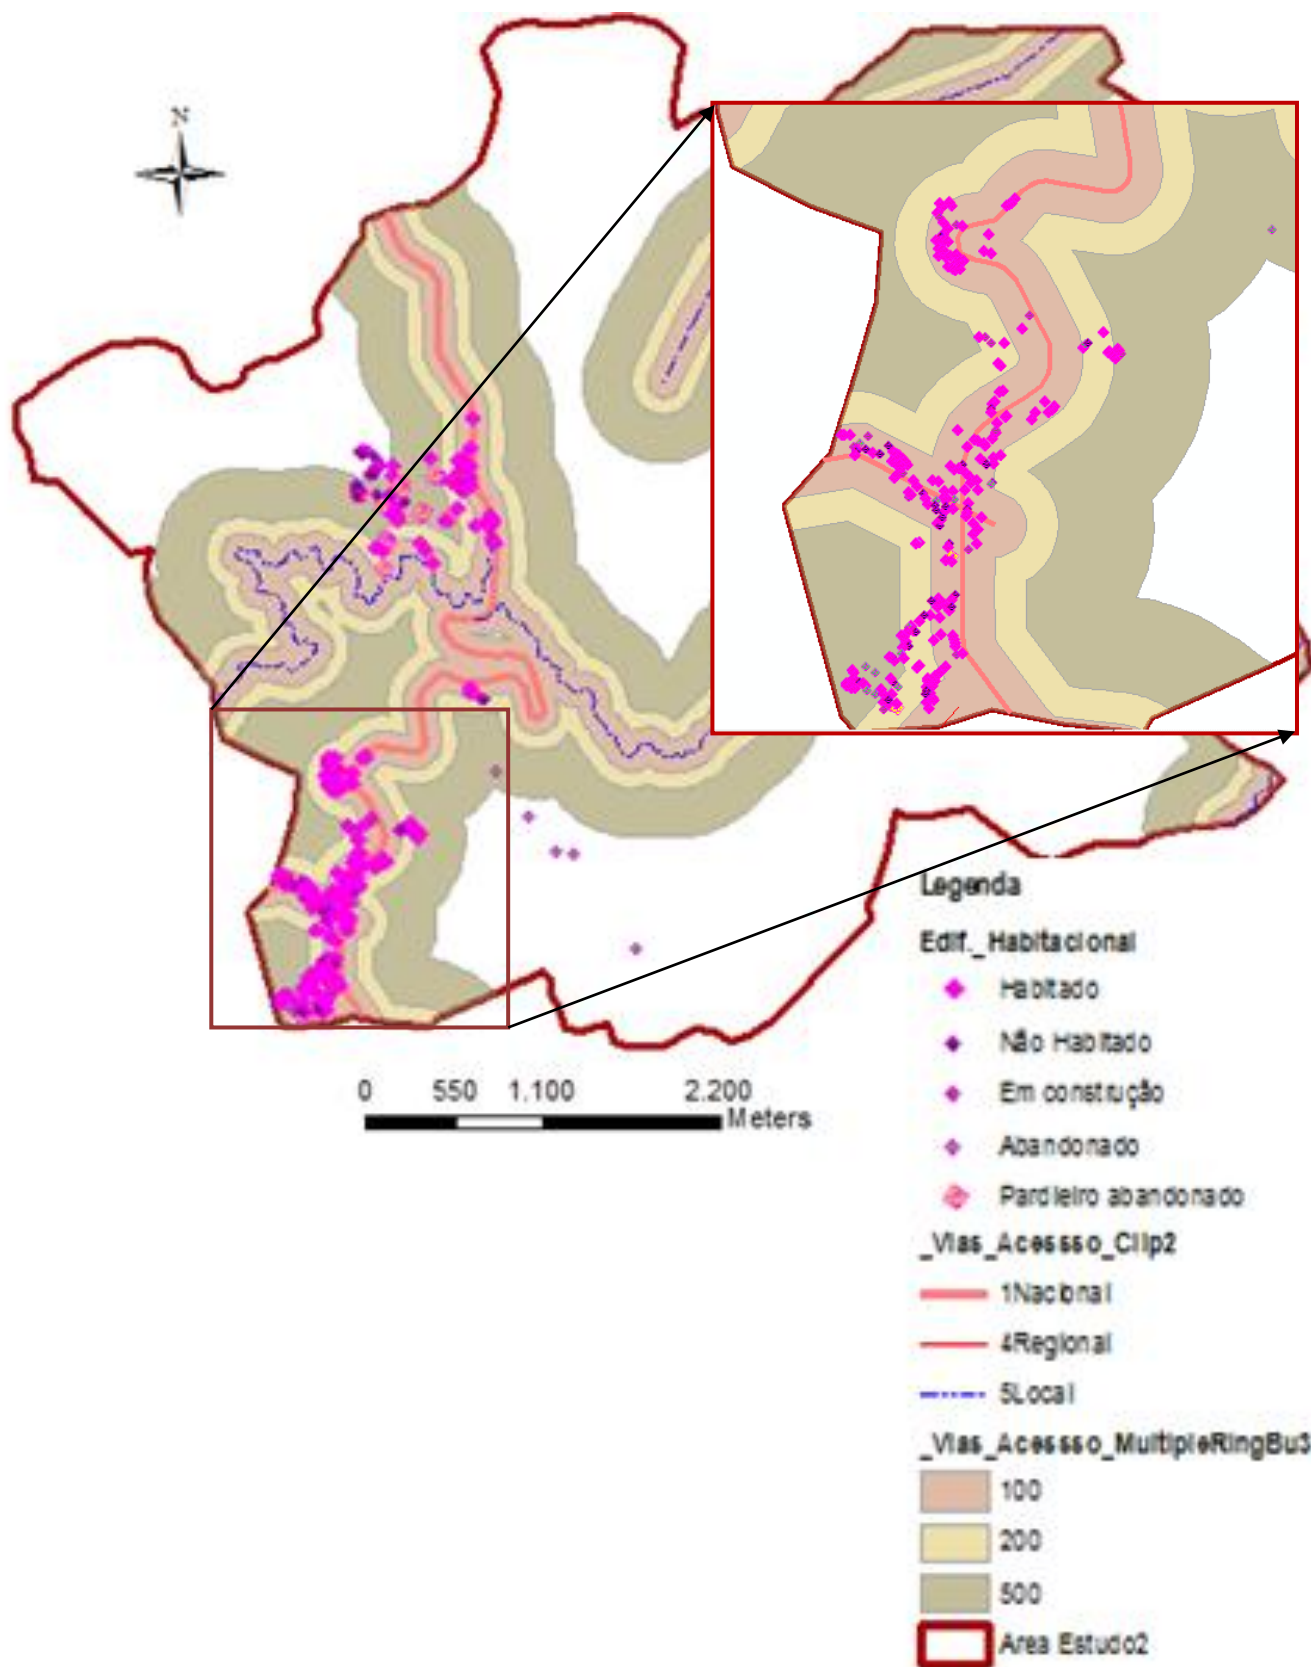 N
0 550 1.100 2.200
Meters
Legenda
Edif._Habitacional
Habitado
Não Habitado
Em construção
Abandonado
Pardieiro abandonado
_Vias_Acessso_Clip2
1Nacional
4Regional
5Local
_Vias_Acessso_MultipleRingBu3
100
200
500
Area Estudo2